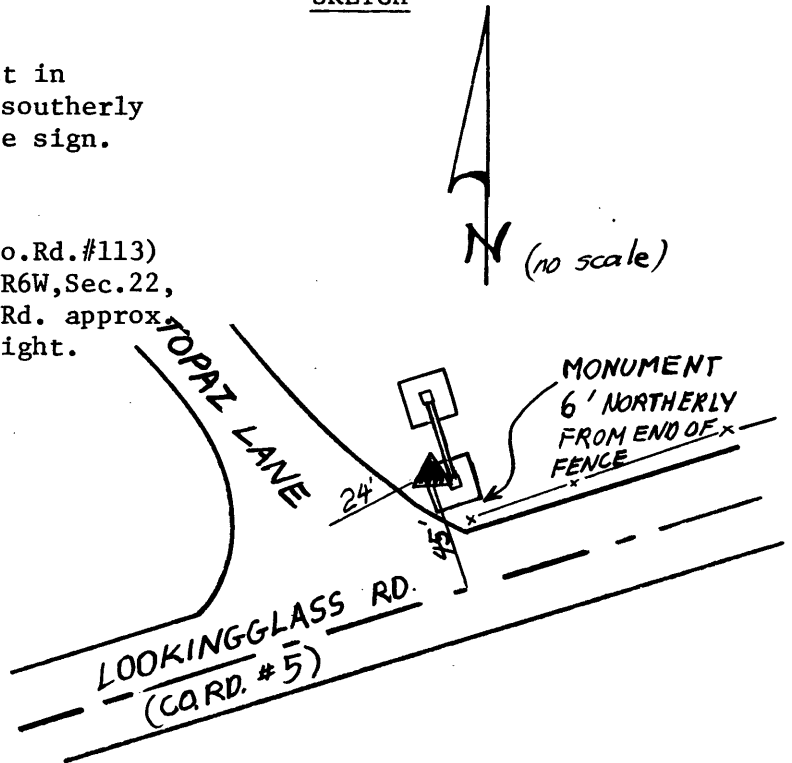 SKETCH
t in
southerly
e sign.
o.Rd.#113)
R6W,Sec.22,
Rd. approx.
ight.
N (no scale)
TOPAZ LANE
MONUMENT
6' NORTHERLY
FROM END OF
FENCE
24'
45'
LOOKINGGLASS RD.
(CO.RD. #5)